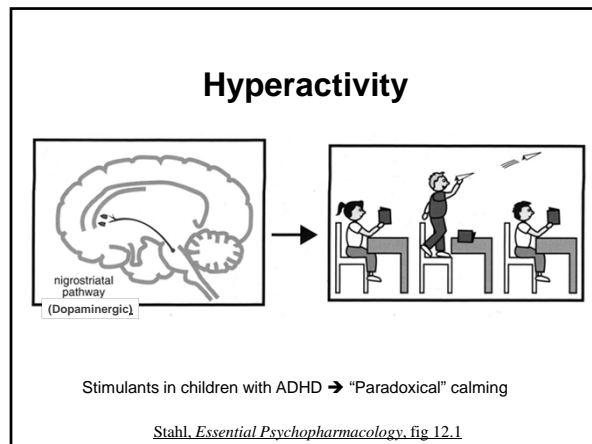 Hyperactivity
nigrostriatal
pathway
(Dopaminergic)
Stimulants in children with ADHD ➔ “Paradoxical” calming
Stahl, Essential Psychopharmacology, fig 12.1